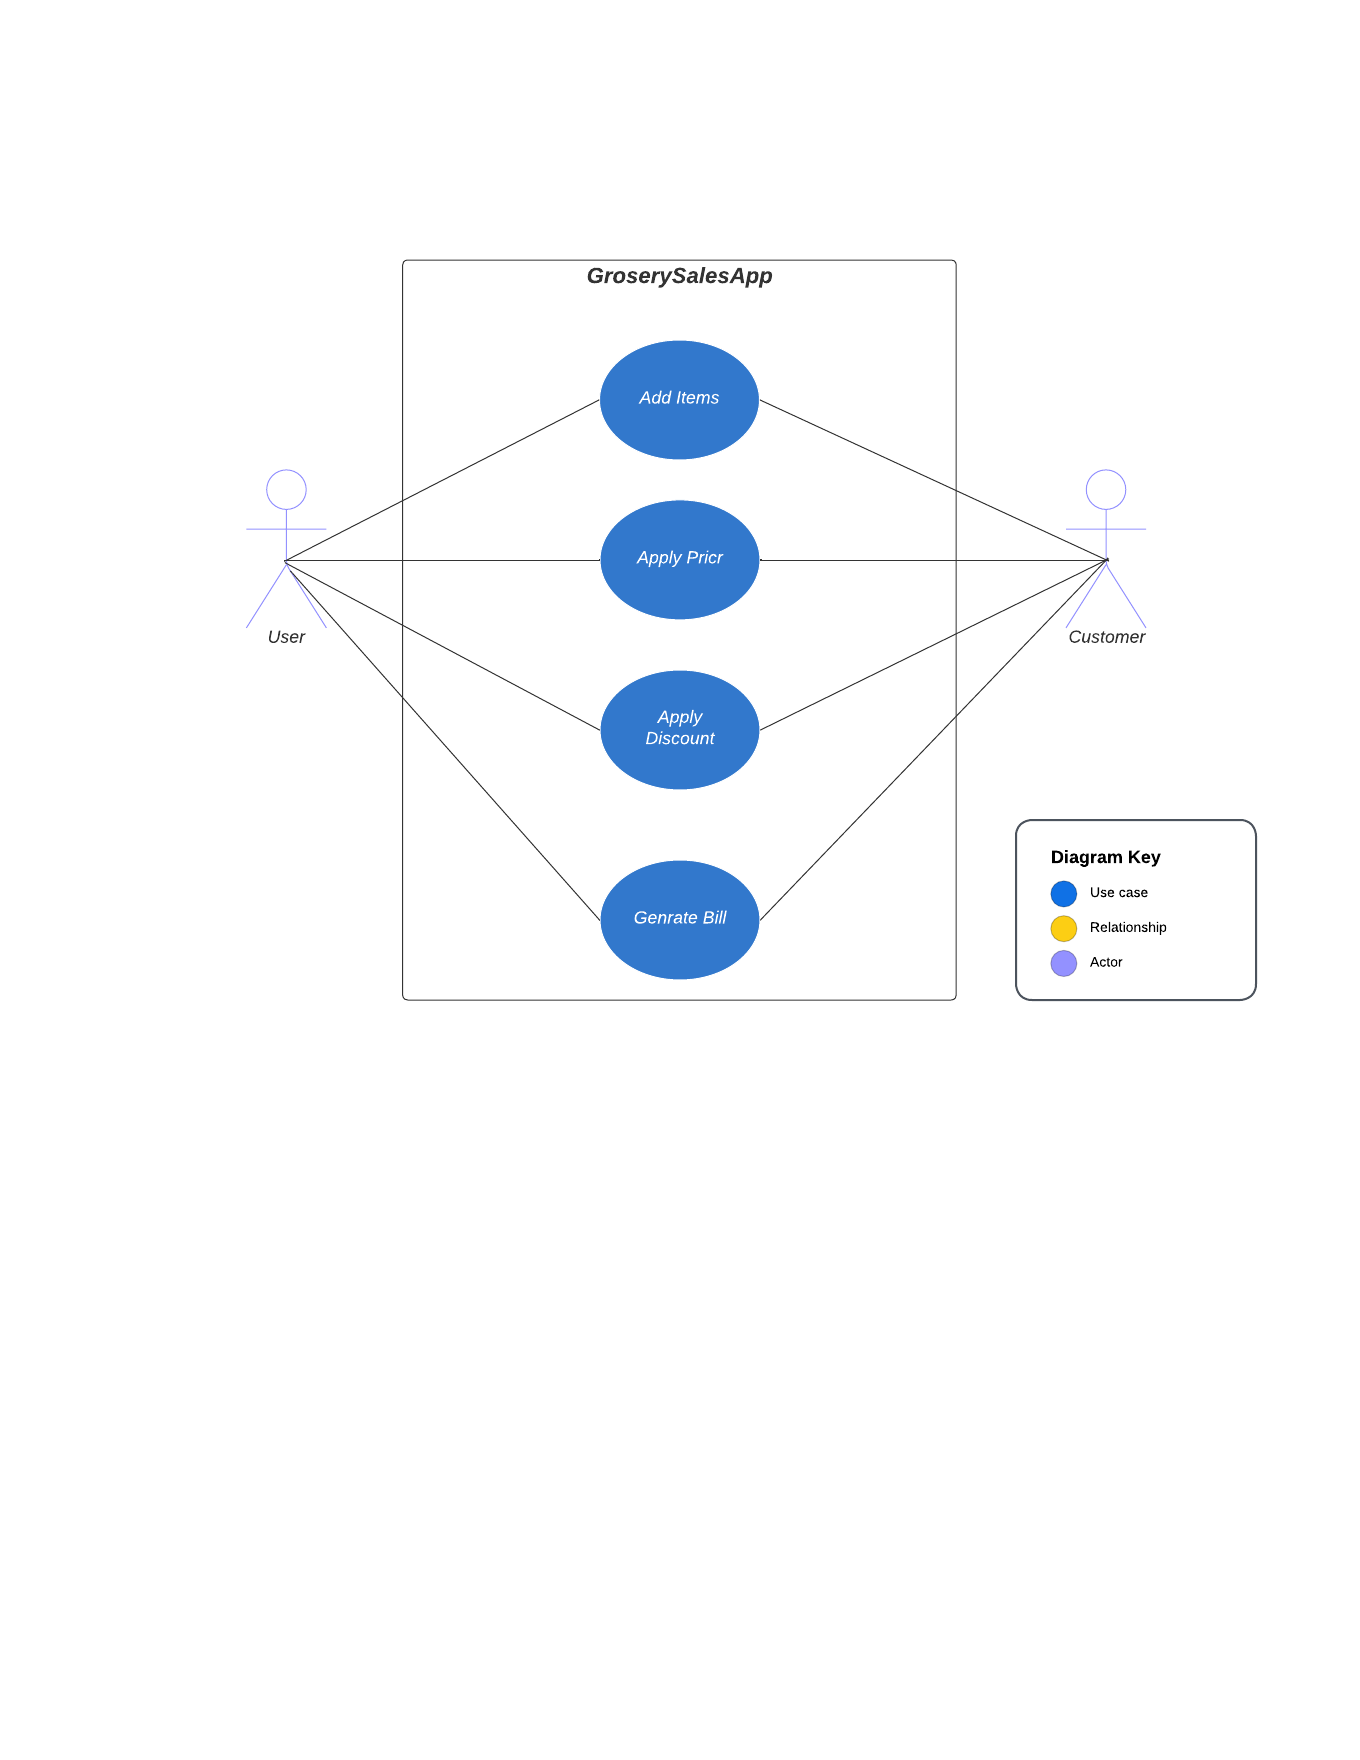 GroserySalesApp
Add Items
Apply Pricr
User
Customer
Apply
Discount
Genrate Bill
Diagram Key
Use case
Relationship
Actor